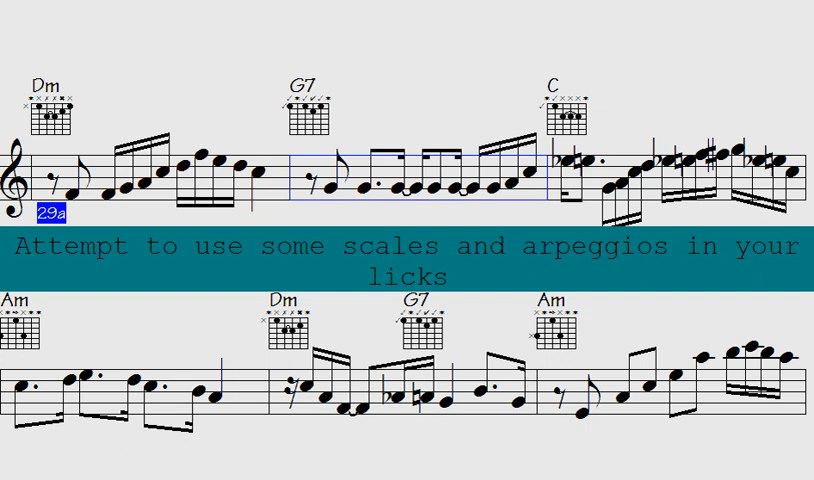 Dm G7 C
29a
Attempt to use some scales and arpeggios in your
licks
Am Dm G7 Am